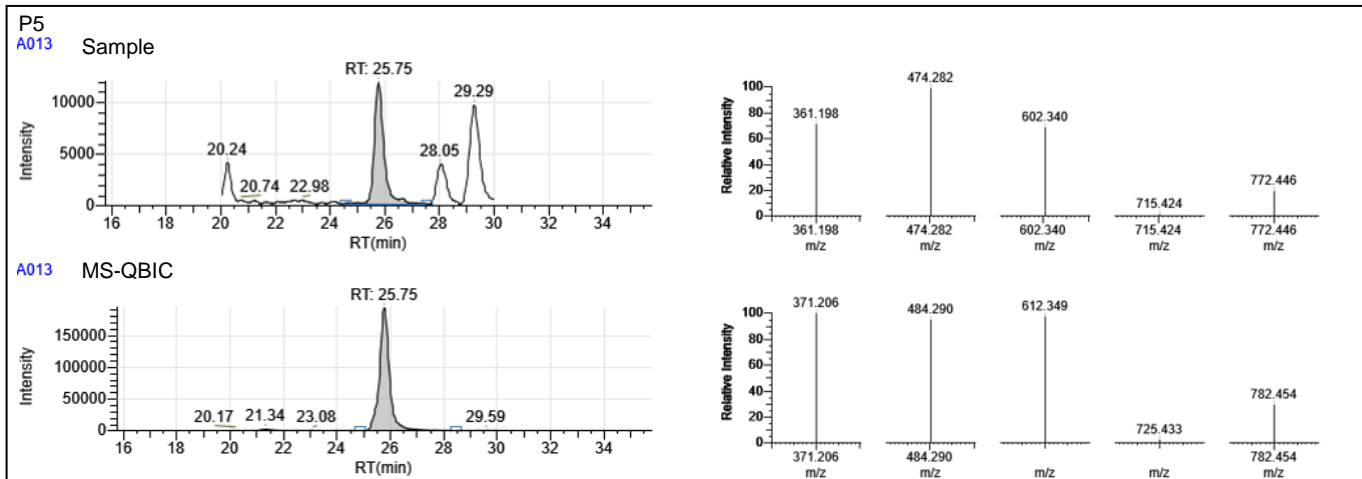 P5
A013 Sample
RT: 25.75
29.29
20.24
28.05
20.74 22.98
10000
5000
0
Intensity
16 18 20 22 24 26 28 30 32 34
RT(min)
474.282
361.198
602.340
772.446
715.424
100
80
60
40
20
0
Relative Intensity
361.198 474.282 602.340 715.424 772.446
m/z m/z m/z m/z m/z
A013 MS-QBIC
RT: 25.75
20.17 21.34 23.08 29.59
150000
100000
50000
0
Intensity
16 18 20 22 24 26 28 30 32 34
RT(min)
371.206
484.290
612.349
782.454
725.433
100
80
60
40
20
0
Relative Intensity
371.206 484.290 782.454
m/z m/z m/z m/z m/z